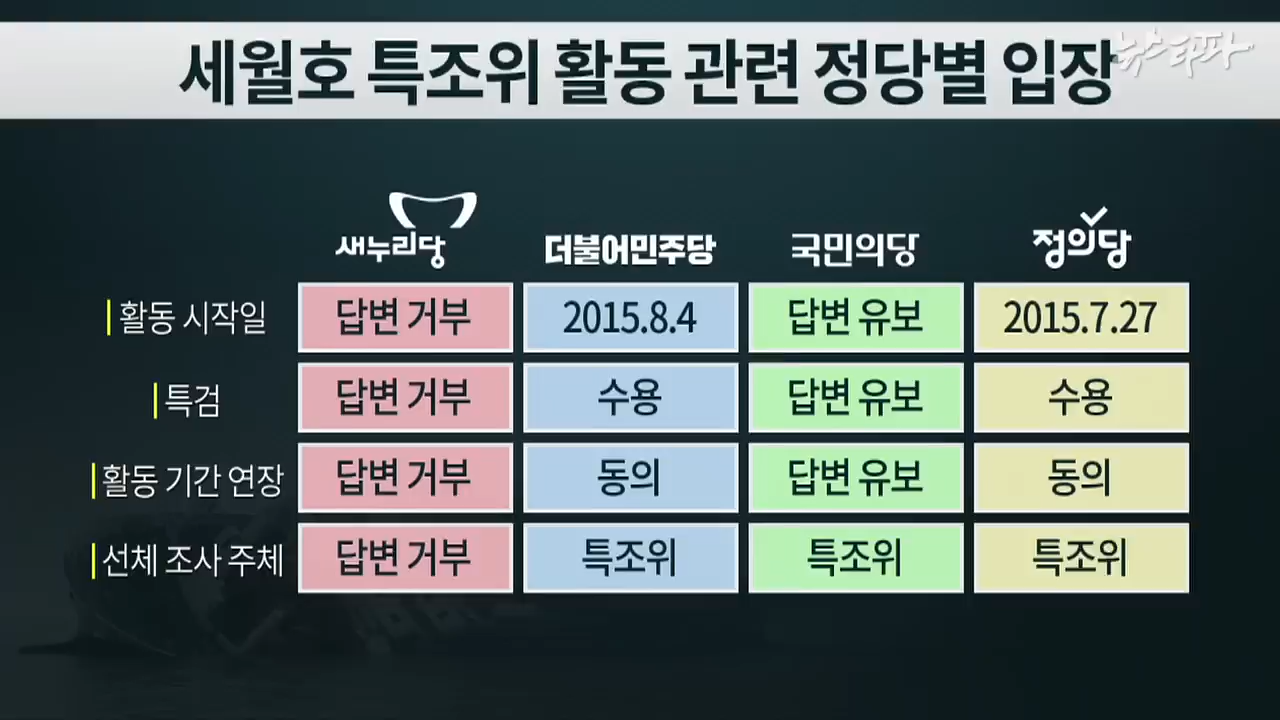 세월호 특조위 활동 관련 정당별 입장
뉴스타파
새누리당 더불어민주당 국민의당 정의당
활동 시작일 답변 거부 2015.8.4 답변 유보 2015.7.27
특검 답변 거부 수용 답변 유보 수용
활동 기간 연장 답변 거부 동의 답변 유보 동의
선체 조사 주체 답변 거부 특조위 특조위 특조위